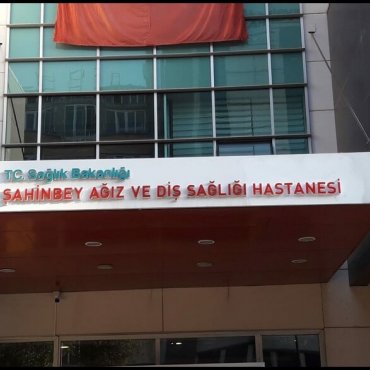 T.C. Sağlık Bakanlığı
ŞAHİNBEY AĞIZ VE DİŞ SAĞLIĞI HASTANESİ